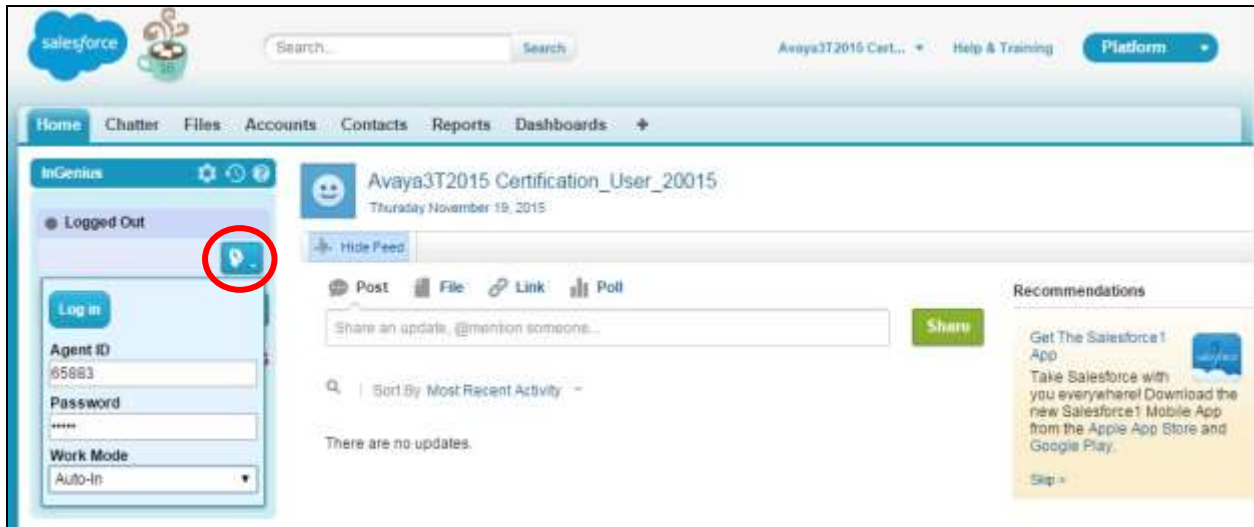 salesforce
Search...
Search
Avaya3T2015 Cert...
Help & Training
Platform
Home
Chatter
Files
Accounts
Contacts
Reports
Dashboards
+
InGenius
Avaya3T2015 Certification_User_20015
Thursday November 19, 2015
Logged Out
Hide Feed
Post
File
Link
Poll
Share an update, @mention someone...
Share
Log in
Agent ID
65883
Password
•••••
Work Mode
Auto-In
Sort By Most Recent Activity
There are no updates.
Recommendations
Get The Salesforce1
App
Take Salesforce with
you everywhere! Download the
new Salesforce1 Mobile App
from the Apple App Store and
Google Play.
Skip »